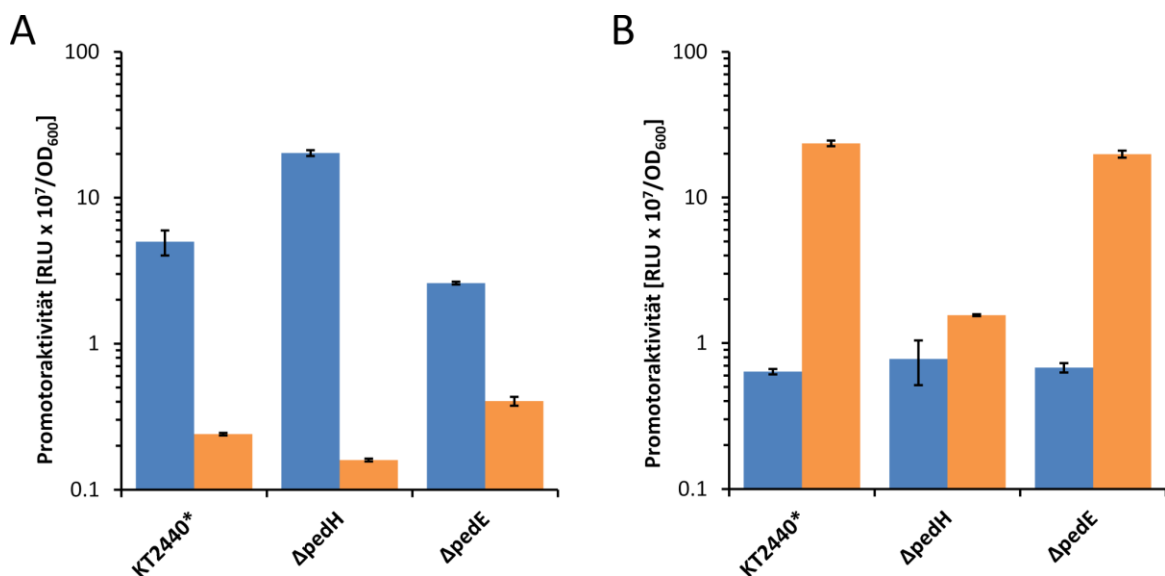 A
Promotoraktivität [RLU x 10⁷/OD₆₀₀]
100
10
1
0.1
KT2440*
ΔpedH
ΔpedE
B
Promotoraktivität [RLU x 10⁷/OD₆₀₀]
100
10
1
0.1
KT2440*
ΔpedH
ΔpedE